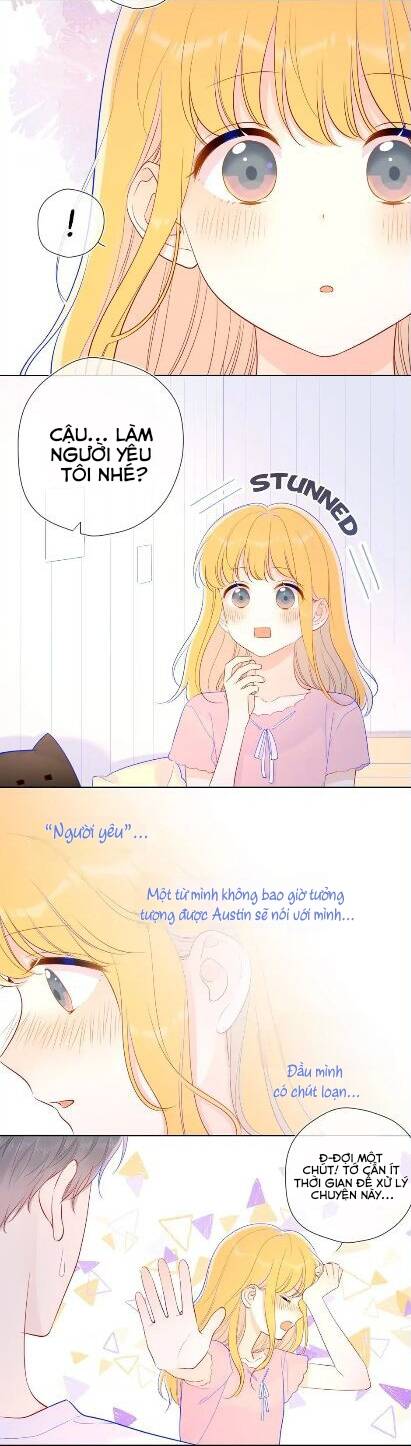 !
CẬU... LÀM
NGƯỜI YÊU
TÔI NHÉ?
STUNNED
"Người yêu"...
Một từ mình không bao giờ tưởng
tượng được Austin sẽ nói với mình...
Đầu mình
có chút loạn...
Đ-ĐỢI MỘT
CHÚT! TỚ CẦN ÍT
THỜI GIAN ĐỂ XỬ LÝ
CHUYỆN NÀY...